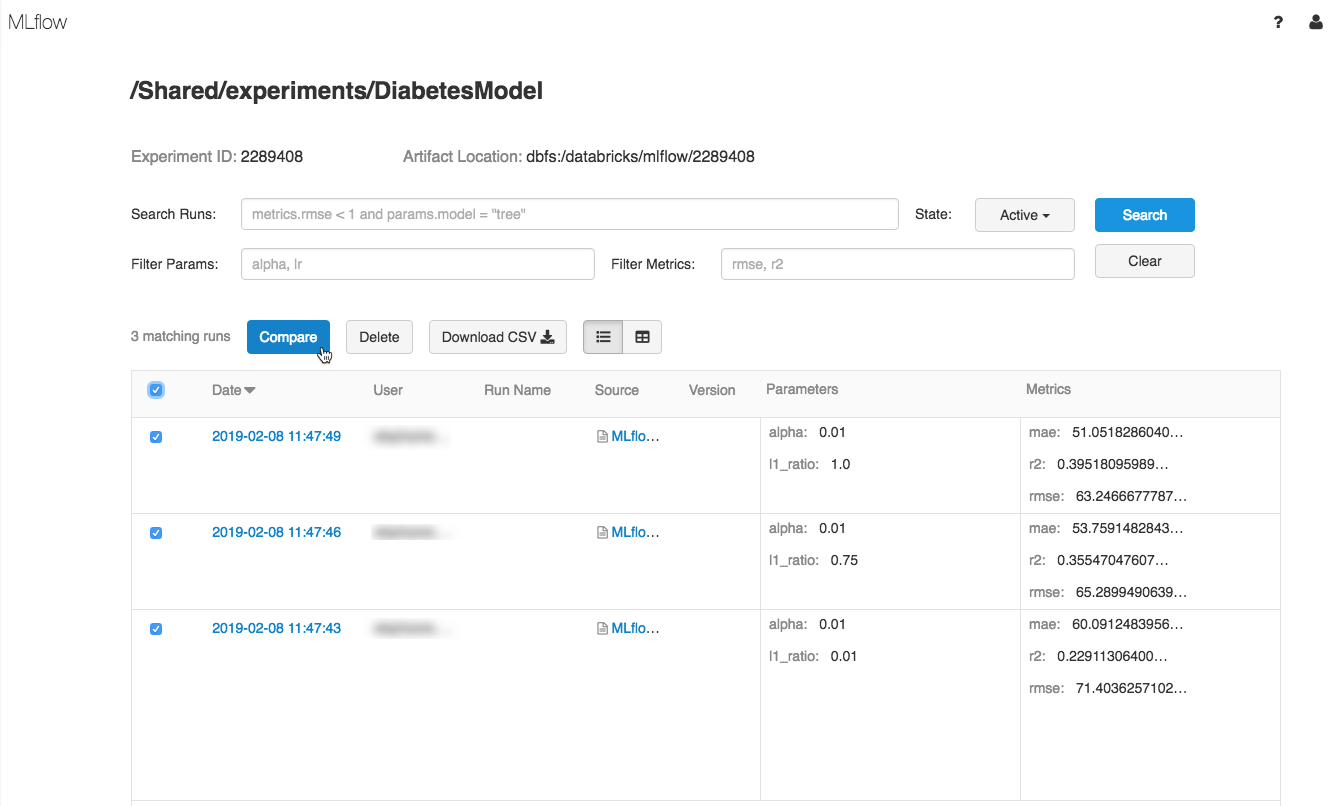 MLflow ?
/Shared/experiments/DiabetesModel
Experiment ID: 2289408 Artifact Location: dbfs:/databricks/mlflow/2289408
Search Runs: metrics.rmse < 1 and params.model = "tree" State: Active Search
Filter Params: alpha, lr Filter Metrics: rmse, r2 Clear
3 matching runs Compare Delete Download CSV
Date User Run Name Source Version Parameters Metrics
2019-02-08 11:47:49 MLflo... alpha: 0.01 mae: 51.0518286040...
l1_ratio: 1.0 r2: 0.39518095989...
rmse: 63.2466677787...
2019-02-08 11:47:46 MLflo... alpha: 0.01 mae: 53.7591482843...
l1_ratio: 0.75 r2: 0.35547047607...
rmse: 65.2899490639...
2019-02-08 11:47:43 MLflo... alpha: 0.01 mae: 60.0912483956...
l1_ratio: 0.01 r2: 0.22911306400...
rmse: 71.4036257102...